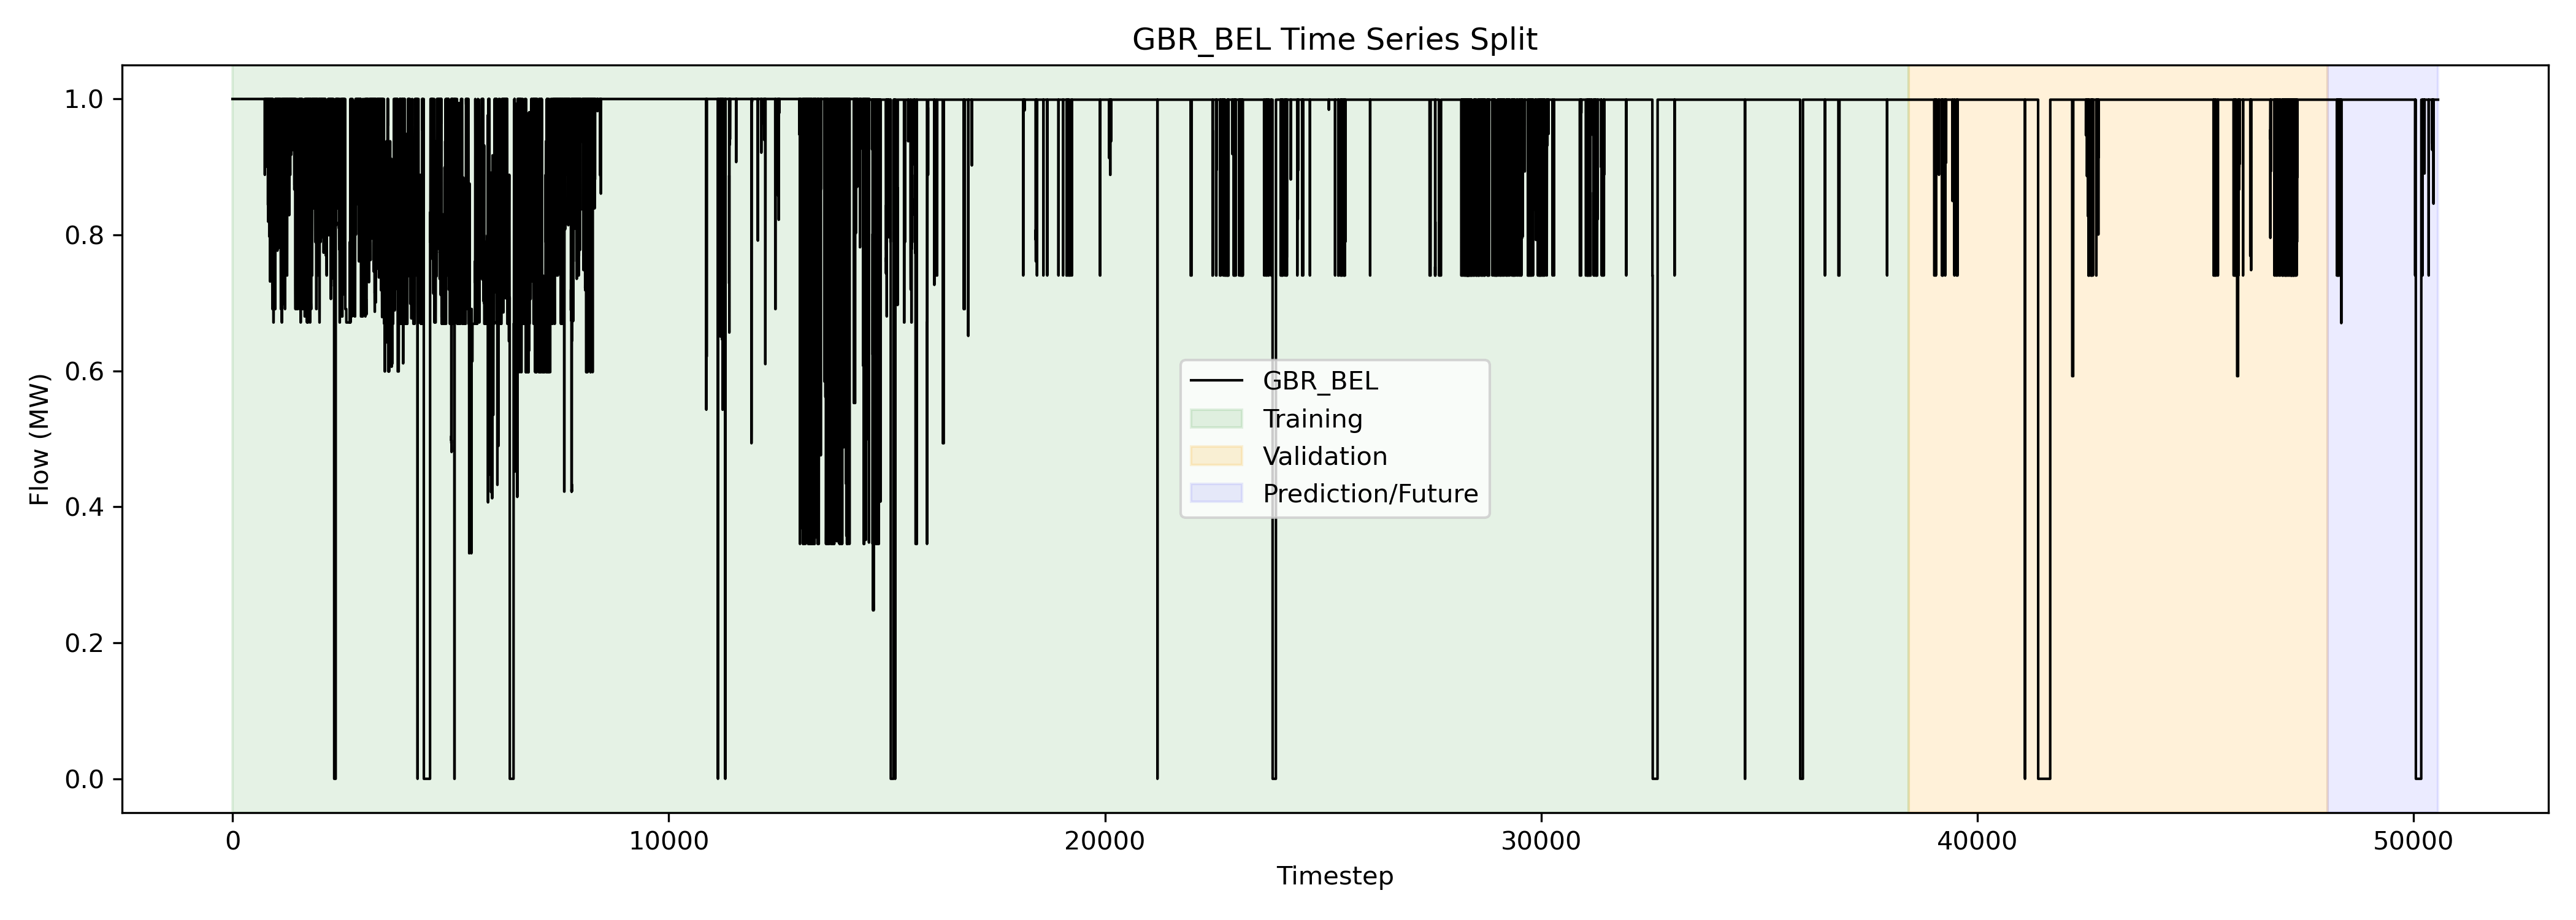 GBR_BEL Time Series Split
Flow (MW)
1.0
0.8
0.6
0.4
0.2
0.0
GBR_BEL
Training
Validation
Prediction/Future
0
10000
20000
30000
40000
50000
Timestep